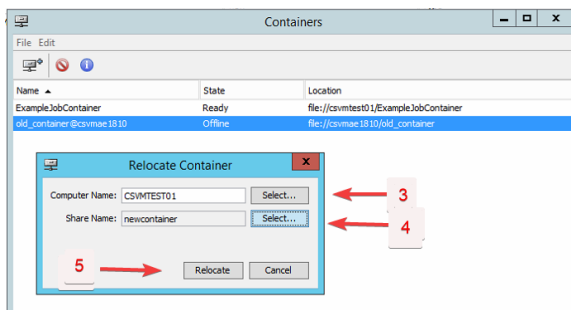 Containers
File Edit
Name State Location
ExampleJobContainer Ready file://csvmtest01/ExampleJobContainer
old_container@csvmae1810 Offline file://csvmae1810/old_container
Relocate Container x
Computer Name: CSVMTEST01 Select... 3
Share Name: newcontainer Select... 4
5 Relocate Cancel